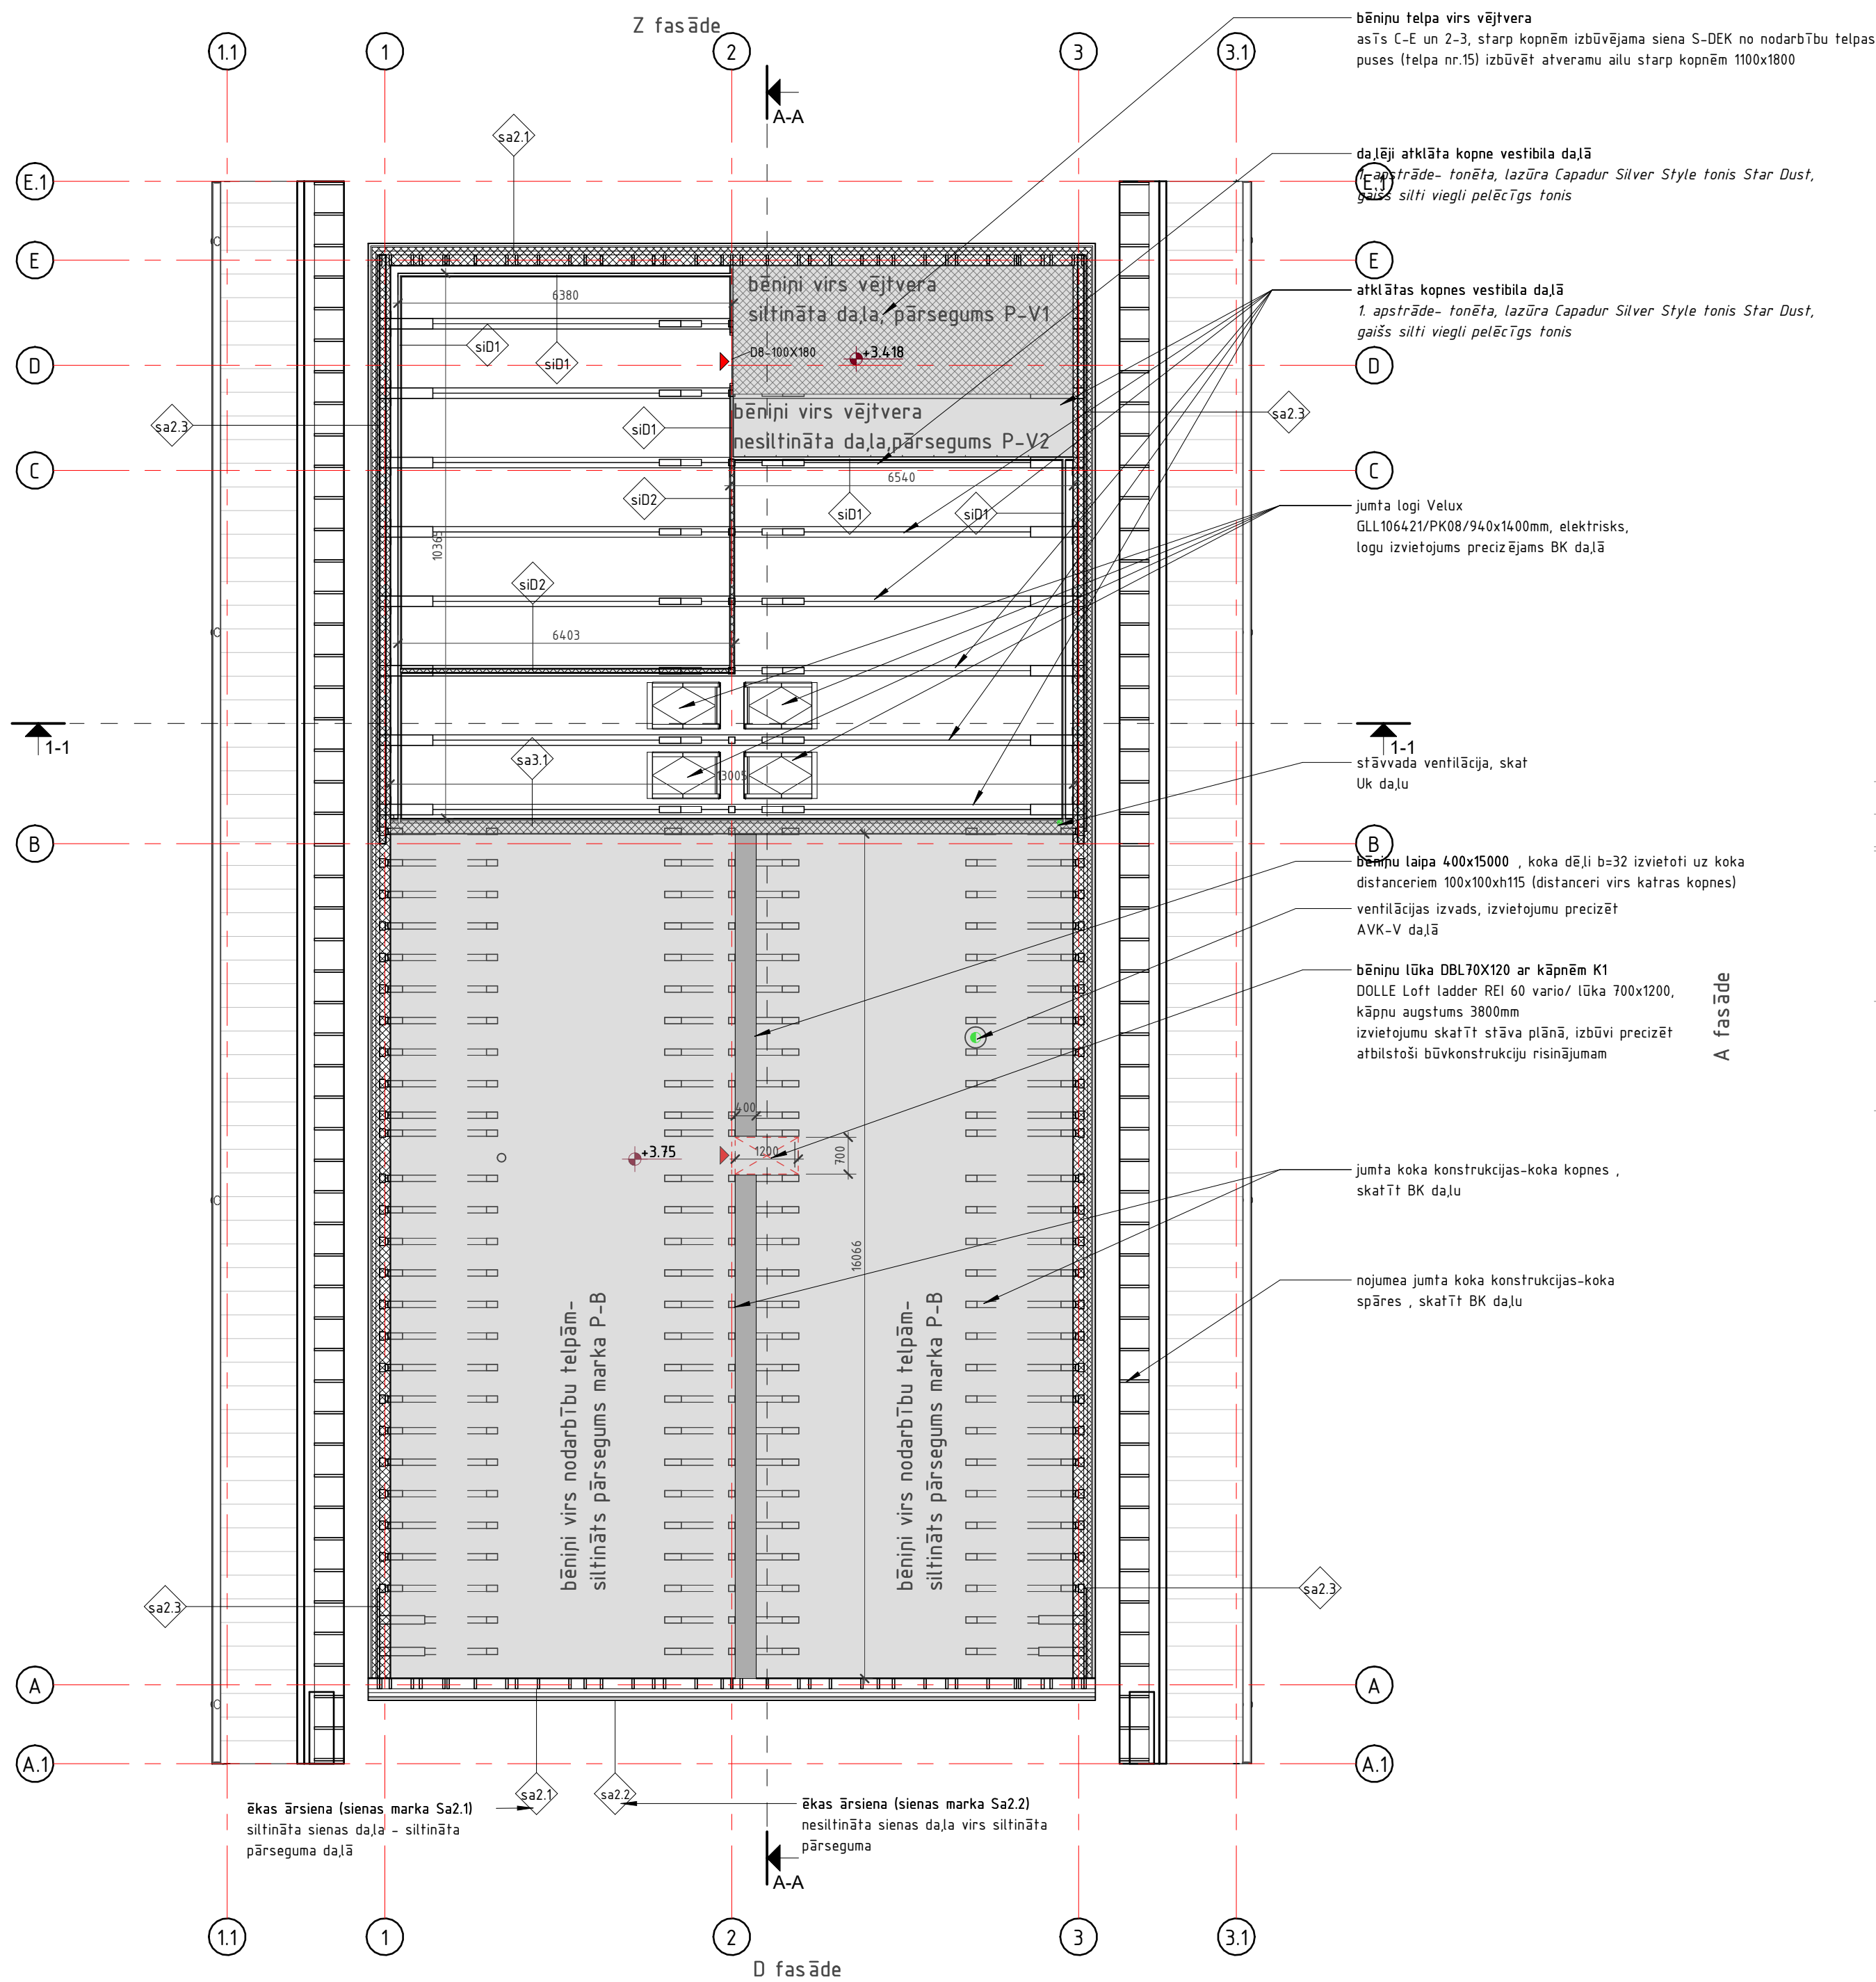 Z fasāde
1.1
1
2
3
3.1
A-A
bēniņu telpa virs vējtvera
asīs C-E un 2-3, starp kopnēm izbūvējama siena S-DEK no nodarbību telpas
puses (telpa nr.15) izbūvēt atveramu ailu starp kopnēm 1100x1800
sa2.1
daļēji atklāta kopne vestibila daļā
1. apstrāde- tonēta, lazūra Capadur Silver Style tonis Star Dust,
gaišs silti viegli pelēcīgs tonis
E.1
E.1
E
E
bēniņi virs vējtvera
siltināta daļa, pārsegums P-V1
6380
atklātas kopnes vestibila daļā
1. apstrāde- tonēta, lazūra Capadur Silver Style tonis Star Dust,
gaišs silti viegli pelēcīgs tonis
siD1
siD1
D8-100X180
+3.418
D
D
sa2.3
siD1
bēniņi virs vējtvera
nesiltināta daļa,pārsegums P-V2
sa2.3
C
C
6540
siD2
siD1
siD1
jumta logi Velux
GLL106421/PK08/940x1400mm, elektrisks,
logu izvietojums precizējams BK daļā
10365
siD2
6403
1-1
1-1
sa3.1
13005
stāvvada ventilācija, skat
Uk daļu
B
B
bēniņu laipa 400x15000 , koka dēļi b=32 izvietoti uz koka
distanceriem 100x100xh115 (distanceri virs katras kopnes)
ventilācijas izvads, izvietojumu precizēt
AVK-V daļā
bēniņu lūka DBL70X120 ar kāpnēm K1
DOLLE Loft ladder REI 60 vario/ lūka 700x1200,
kāpņu augstums 3800mm
izvietojumu skatīt stāva plānā, izbūvi precizēt
atbilstoši būvkonstrukciju risinājumam
A fasāde
400
+3.75
1200
700
jumta koka konstrukcijas-koka kopnes ,
skatīt BK daļu
16066
nojumea jumta koka konstrukcijas-koka
spāres , skatīt BK daļu
bēniņi virs nodarbību telpām-
siltināts pārsegums marka P-B
bēniņi virs nodarbību telpām-
siltināts pārsegums marka P-B
sa2.3
sa2.3
A
A
A.1
A.1
sa2.1
sa2.2
ēkas ārsiena (sienas marka Sa2.1)
siltināta sienas daļa - siltināta
pārseguma daļā
ēkas ārsiena (sienas marka Sa2.2)
nesiltināta sienas daļa virs siltināta
pārseguma
A-A
1.1
1
2
3
3.1
D fasāde